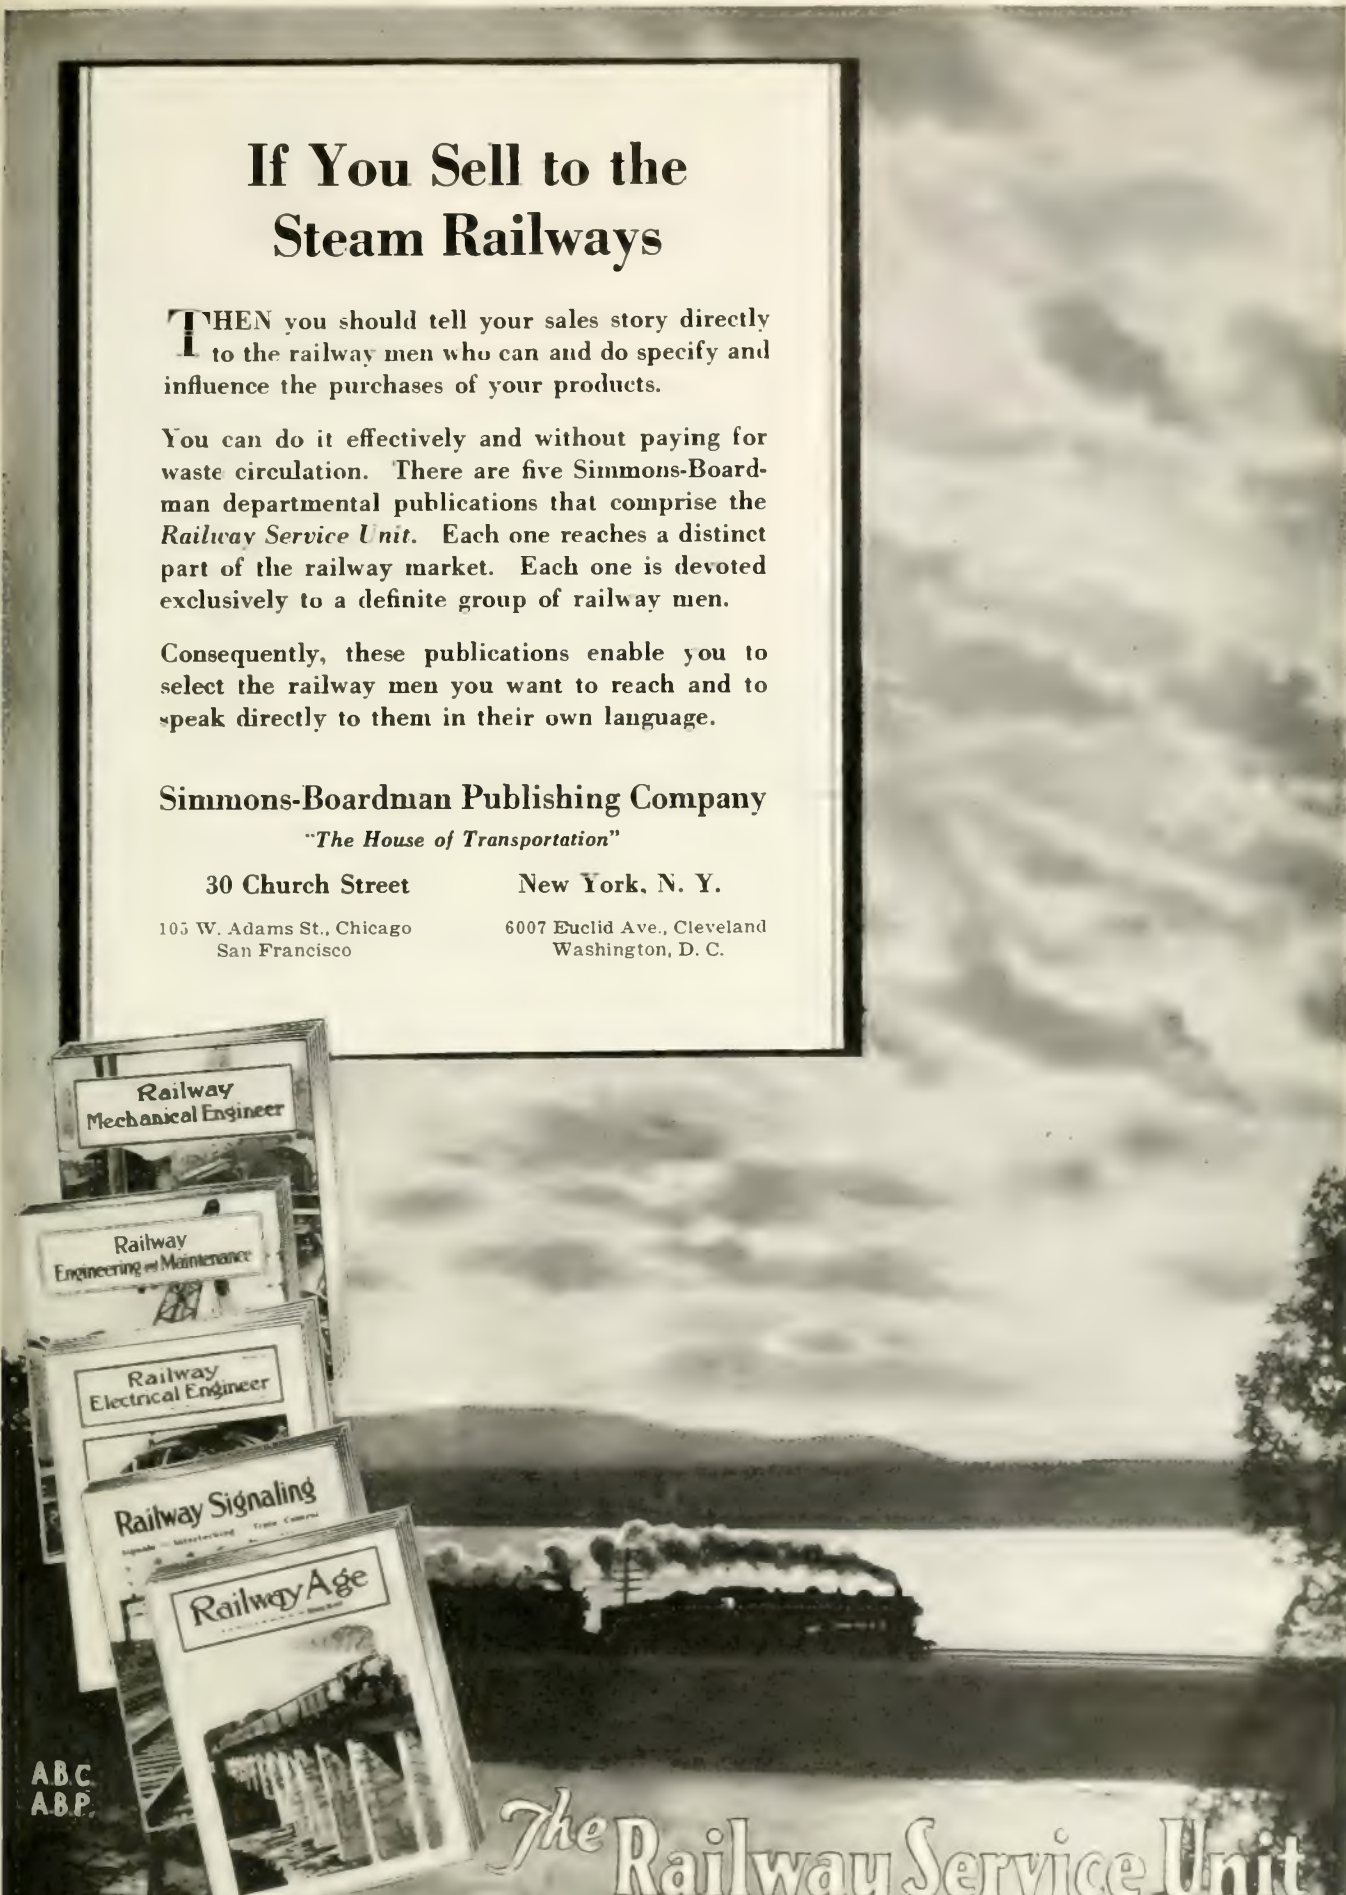 If You Sell to the
Steam Railways
THEN you should tell your sales story directly
to the railway men who can and do specify and
influence the purchases of your products.
You can do it effectively and without paying for
waste circulation. There are five Simmons-Board-
man departmental publications that comprise the
Railway Service Unit. Each one reaches a distinct
part of the railway market. Each one is devoted
exclusively to a definite group of railway men.
Consequently, these publications enable you to
select the railway men you want to reach and to
speak directly to them in their own language.
Simmons-Boardman Publishing Company
"The House of Transportation"
30 Church Street New York, N. Y.
105 W. Adams St., Chicago 6007 Euclid Ave., Cleveland
San Francisco Washington, D. C.
Railway
Mechanical Engineer
Railway
Engineering and Maintenance
Railway
Electrical Engineer
Railway Signaling
Signals Interlocking Train Control
Railway Age
A.B.C.
A.B.P.
The Railway Service Unit